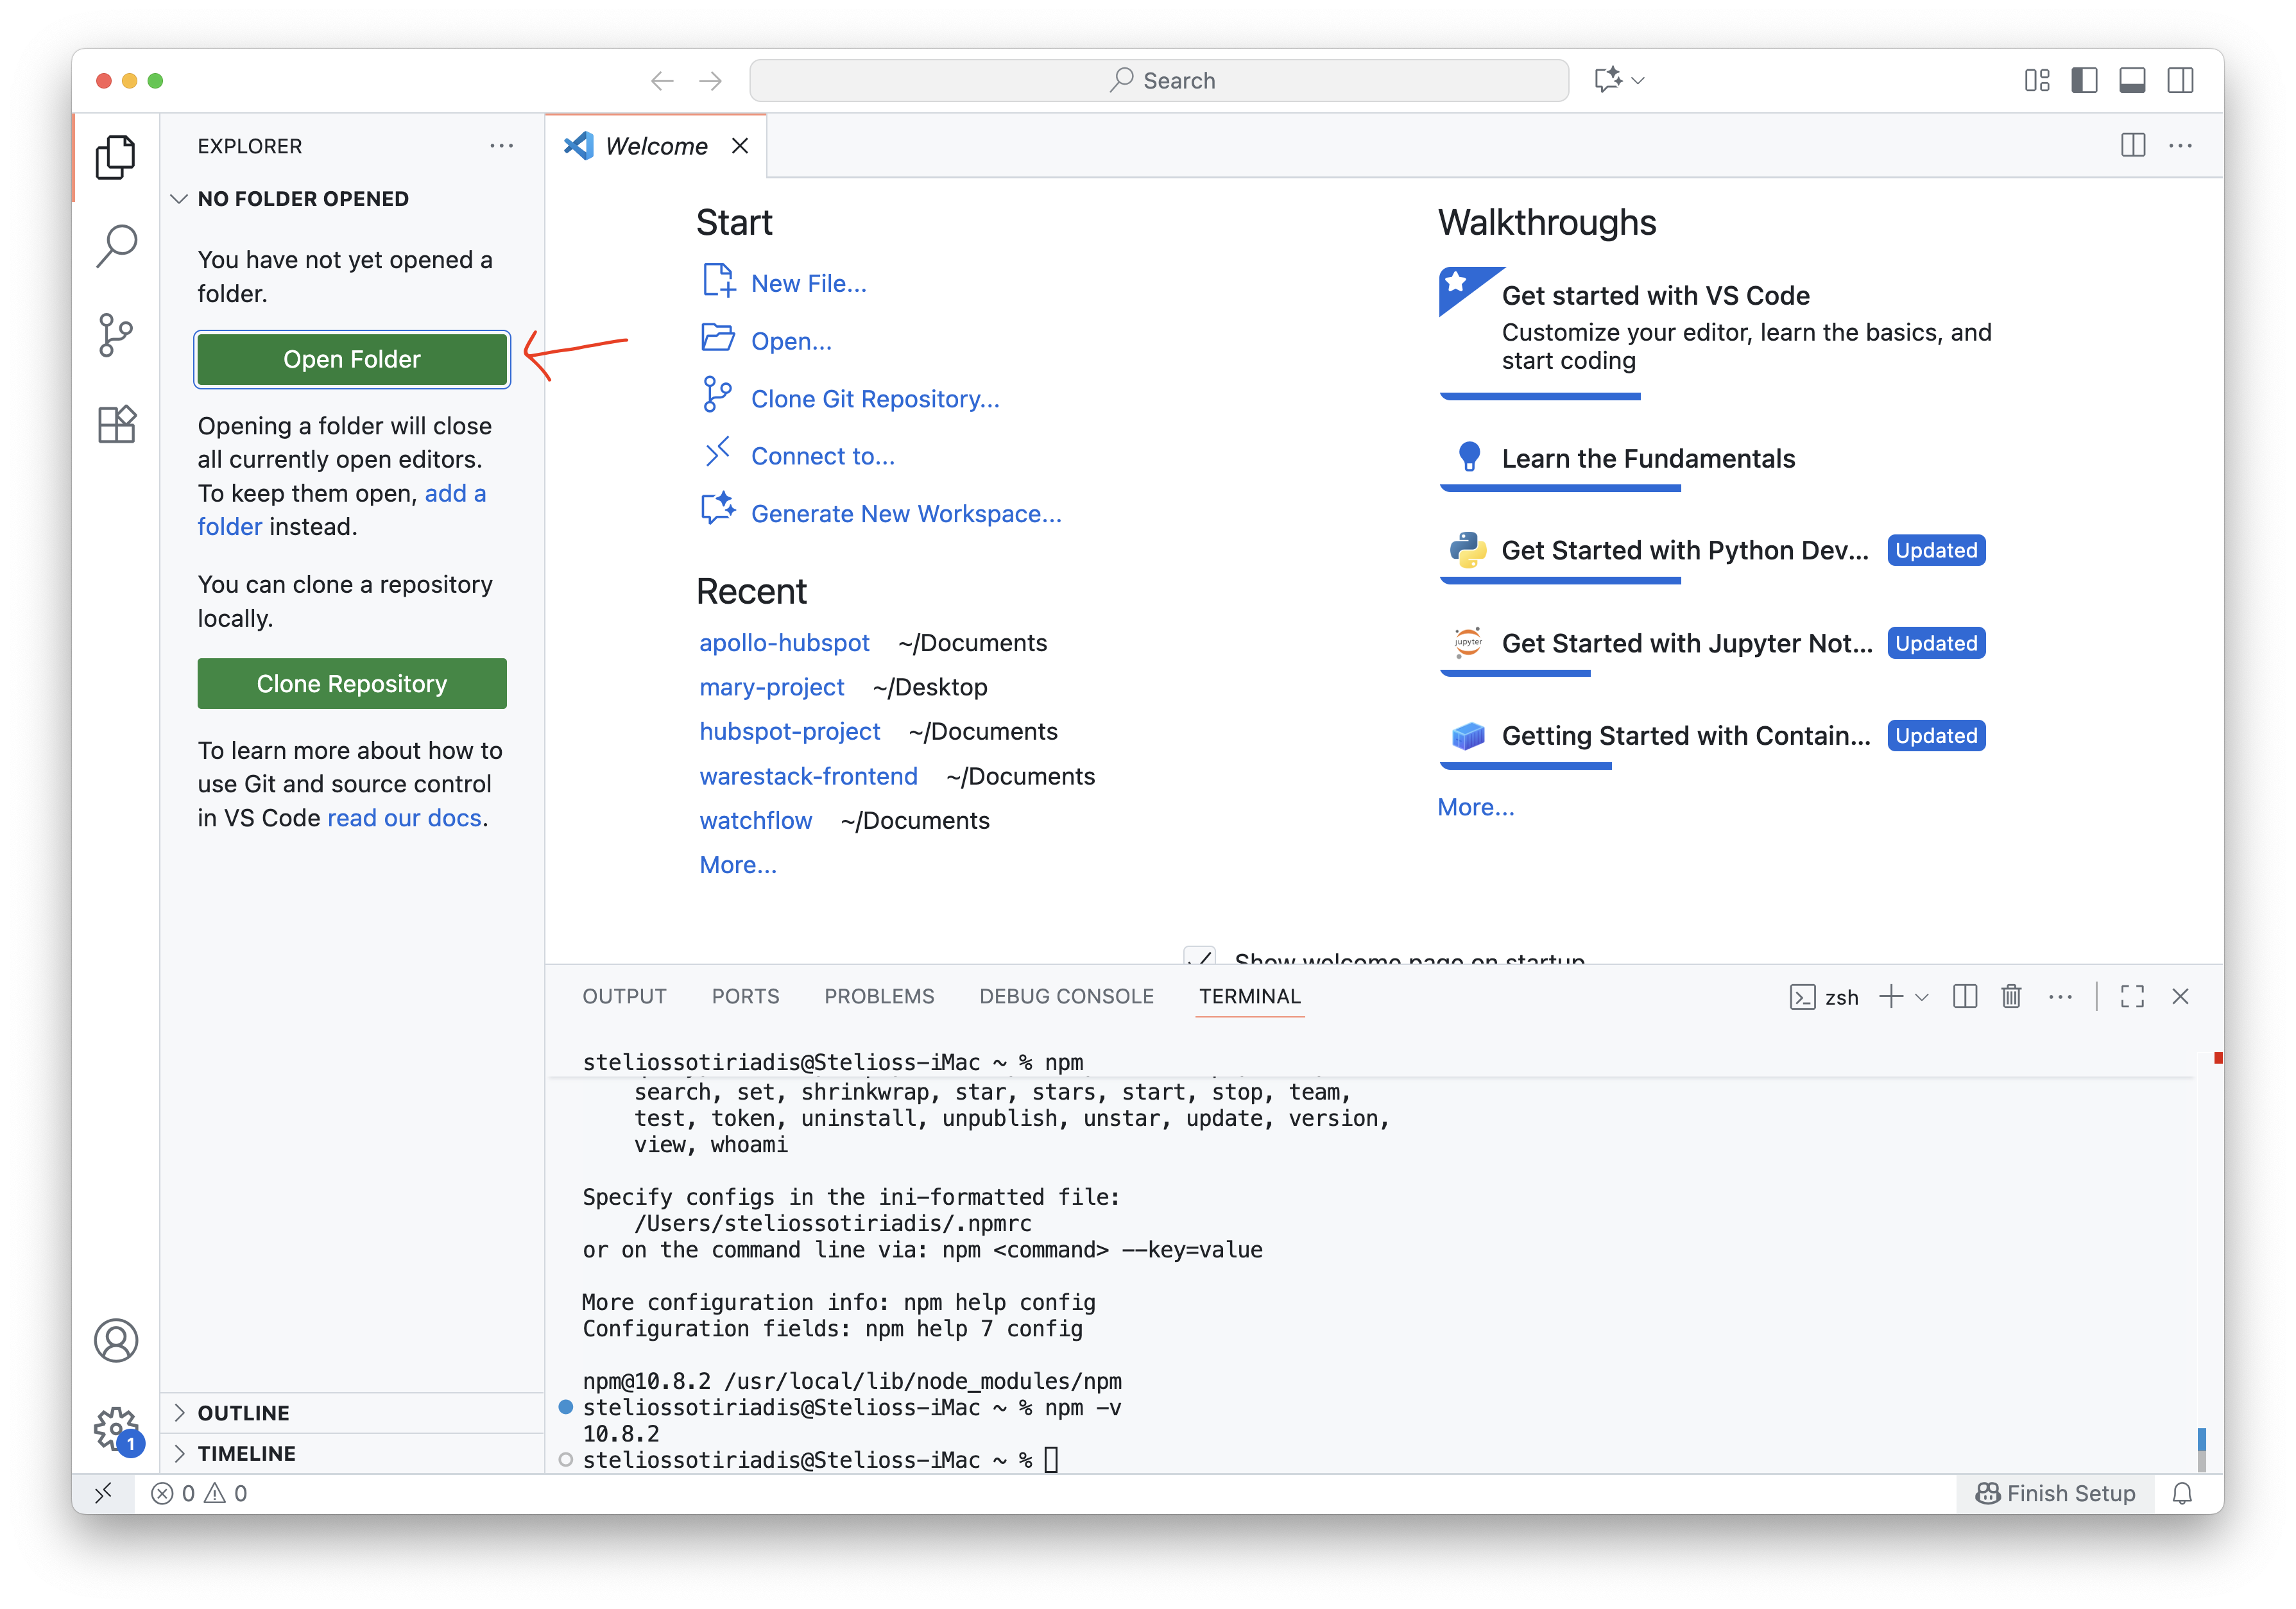 Search
EXPLORER
NO FOLDER OPENED
You have not yet opened a
folder.
Open Folder
Opening a folder will close
all currently open editors.
To keep them open, add a
folder instead.
You can clone a repository
locally.
Clone Repository
To learn more about how to
use Git and source control
in VS Code read our docs.
OUTLINE
TIMELINE
Welcome
Start
New File...
Open...
Clone Git Repository...
Connect to...
Generate New Workspace...
Recent
apollo-hubspot ~/Documents
mary-project ~/Desktop
hubspot-project ~/Documents
warestack-frontend ~/Documents
watchflow ~/Documents
More...
Walkthroughs
Get started with VS Code
Customize your editor, learn the basics, and
start coding
Learn the Fundamentals
Get Started with Python Dev... Updated
jupyter Get Started with Jupyter Not... Updated
Getting Started with Contain... Updated
More...
Show welcome page on startup
OUTPUT PORTS PROBLEMS DEBUG CONSOLE TERMINAL zsh
steliossotiriadis@Stelioss-iMac ~ % npm
search, set, shrinkwrap, star, stars, start, stop, team,
test, token, uninstall, unpublish, unstar, update, version,
view, whoami
Specify configs in the ini-formatted file:
/Users/steliossotiriadis/.npmrc
or on the command line via: npm <command> --key=value
More configuration info: npm help config
Configuration fields: npm help 7 config
npm@10.8.2 /usr/local/lib/node_modules/npm
steliossotiriadis@Stelioss-iMac ~ % npm -v
10.8.2
steliossotiriadis@Stelioss-iMac ~ %
1
0 0 Finish Setup